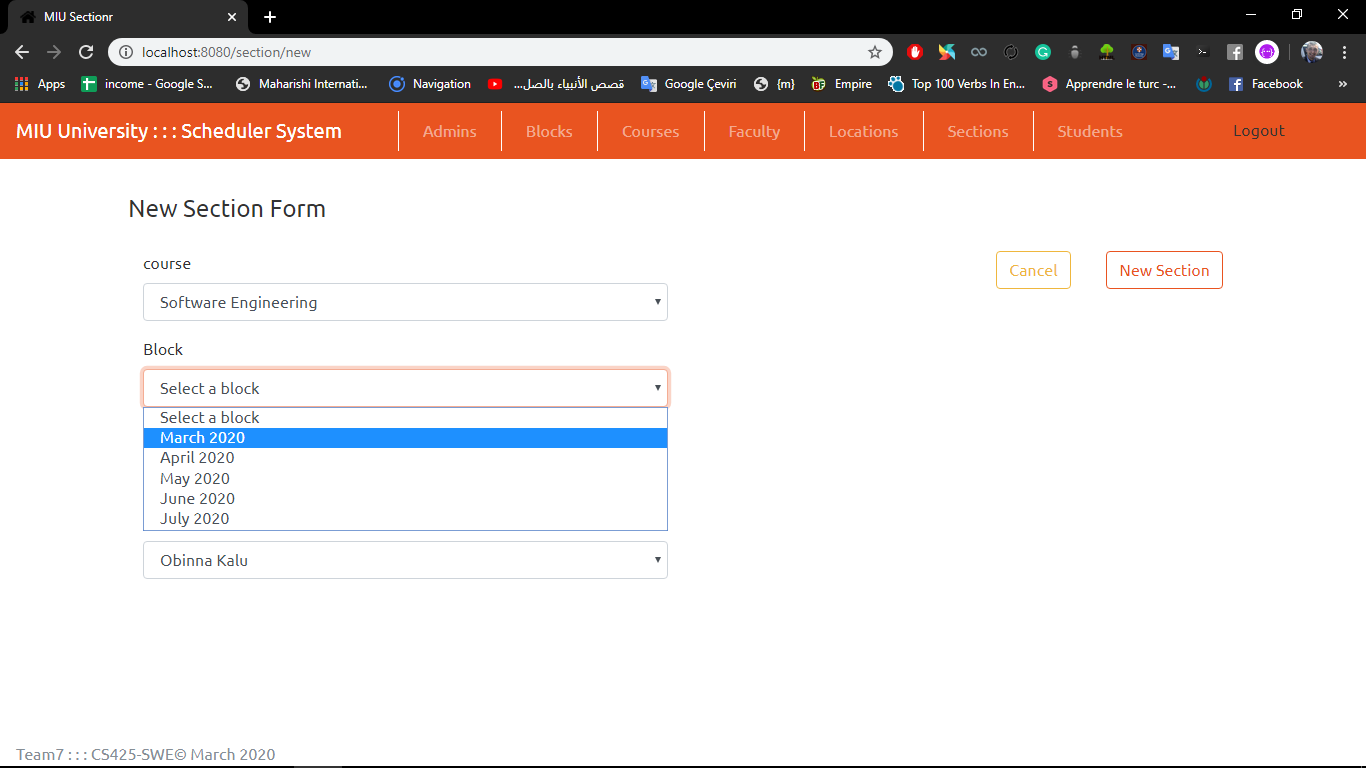 MIU Sectionr
localhost:8080/section/new
Apps income - Google S... Maharishi Internati... Navigation قصص الأنبياء بالصل... Google Çeviri {m} Empire Top 100 Verbs In En... Apprendre le turc -... Facebook »
MIU University : : : Scheduler System Admins Blocks Courses Faculty Locations Sections Students Logout
New Section Form
course
Cancel New Section
Software Engineering
Block
Select a block
Select a block
March 2020
April 2020
May 2020
June 2020
July 2020
Obinna Kalu
Team7 : : : CS425-SWE© March 2020